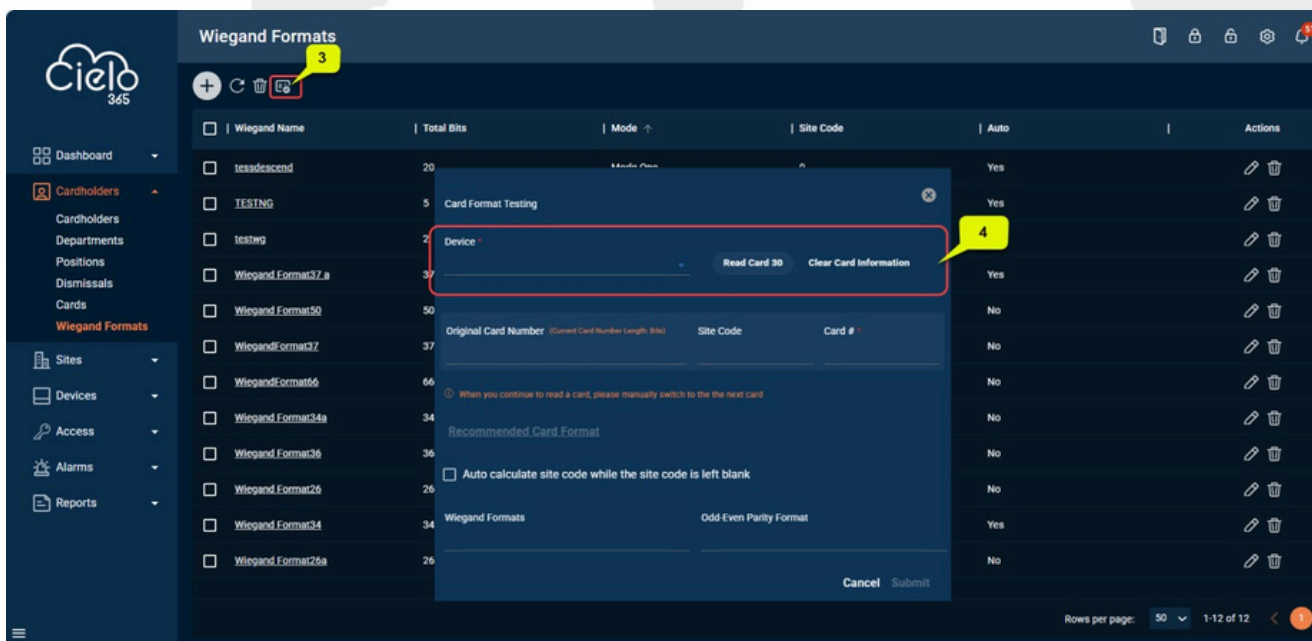 Cielo
365
Wiegand Formats
3
Wiegand Name Total Bits Mode Site Code Auto Actions
Dashboard
Cardholders
Cardholders
Departments
Positions
Dismissals
Cards
Wiegand Formats
Sites
Devices
Access
Alarms
Reports
tessdescend 20 Mode One 0 Yes
TESTNG 5 Yes
testwg 2
Wiegand Format37 a 37 Yes
Wiegand Format50 50 No
WiegandFormat37 37 No
WiegandFormat66 66 No
Wiegand Format34a 34 No
Wiegand Format36 36 No
Wiegand Format26 26 No
Wiegand Format34 34 Yes
Wiegand Format26a 26 No
Card Format Testing
4
Device *
Read Card 30 Clear Card Information
Original Card Number (Current Card Number Length: Bits) Site Code Card # *
When you continue to read a card, please manually switch to the the next card
Recommended Card Format
Auto calculate site code while the site code is left blank
Wiegand Formats Odd-Even Parity Format
Cancel Submit
Rows per page: 50 1-12 of 12 1